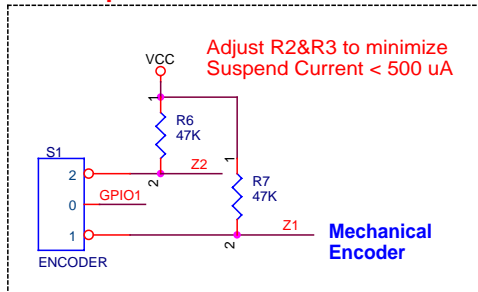 Adjust R2&R3 to minimize
Suspend Current < 500 uA
VCC
1
R6
47K
S1
1
2
Z2
2
R7
47K
GPIO1
0
Z1
1
2
Mechanical
Encoder
ENCODER